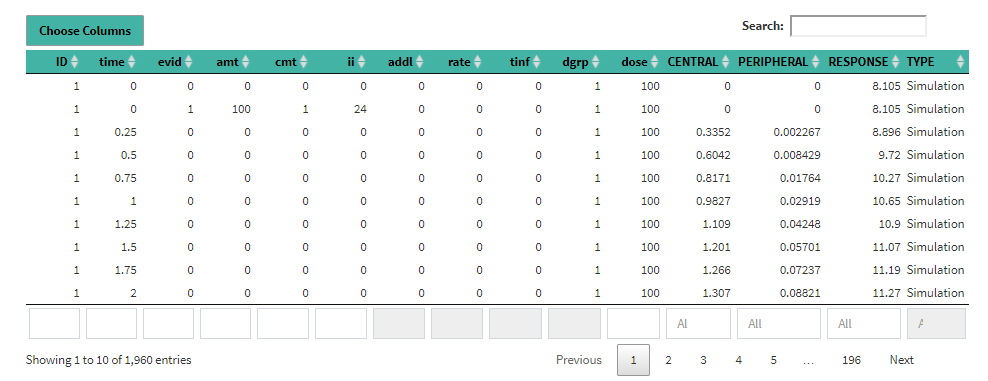 Choose Columns
Search:
ID time evid amt cmt ii addl rate tinf dgrp dose CENTRAL PERIPHERAL RESPONSE TYPE
1 0 0 0 0 0 0 0 0 1 100 0 0 8.105 Simulation
1 0 1 100 1 24 0 0 0 1 100 0 0 8.105 Simulation
1 0.25 0 0 0 0 0 0 0 1 100 0.3352 0.002267 8.896 Simulation
1 0.5 0 0 0 0 0 0 0 1 100 0.6042 0.008429 9.72 Simulation
1 0.75 0 0 0 0 0 0 0 1 100 0.8171 0.01764 10.27 Simulation
1 1 0 0 0 0 0 0 0 1 100 0.9827 0.02919 10.65 Simulation
1 1.25 0 0 0 0 0 0 0 1 100 1.109 0.04248 10.9 Simulation
1 1.5 0 0 0 0 0 0 0 1 100 1.201 0.05701 11.07 Simulation
1 1.75 0 0 0 0 0 0 0 1 100 1.266 0.07237 11.19 Simulation
1 2 0 0 0 0 0 0 0 1 100 1.307 0.08821 11.27 Simulation
Al All All
Showing 1 to 10 of 1,960 entries
Previous 1 2 3 4 5 ... 196 Next